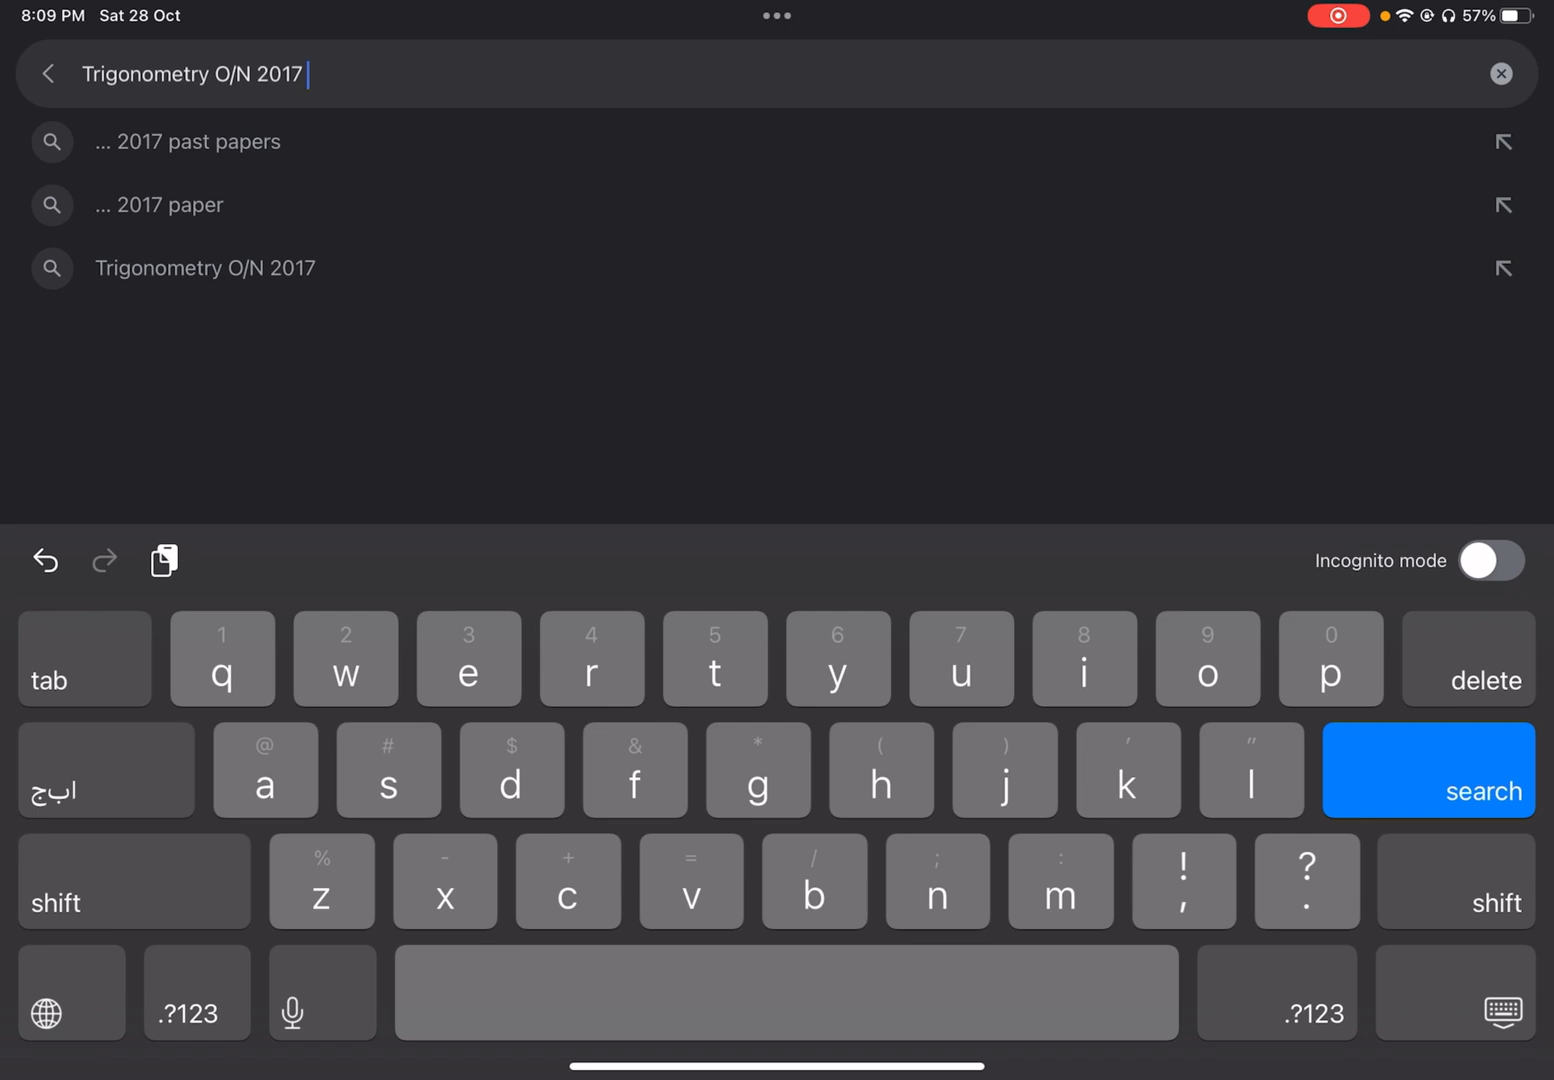 8:09 PM Sat 28 Oct
57%
Trigonometry O/N 2017
... 2017 past papers
... 2017 paper
Trigonometry O/N 2017
Incognito mode
1 2 3 4 5 6 7 8 9 0
tab q w e r t y u i o p delete
@ # $ & * ( ) ' "
ابج a s d f g h j k l search
% - + = / ; : ! ?
shift z x c v b n m , . shift
.?123 .?123